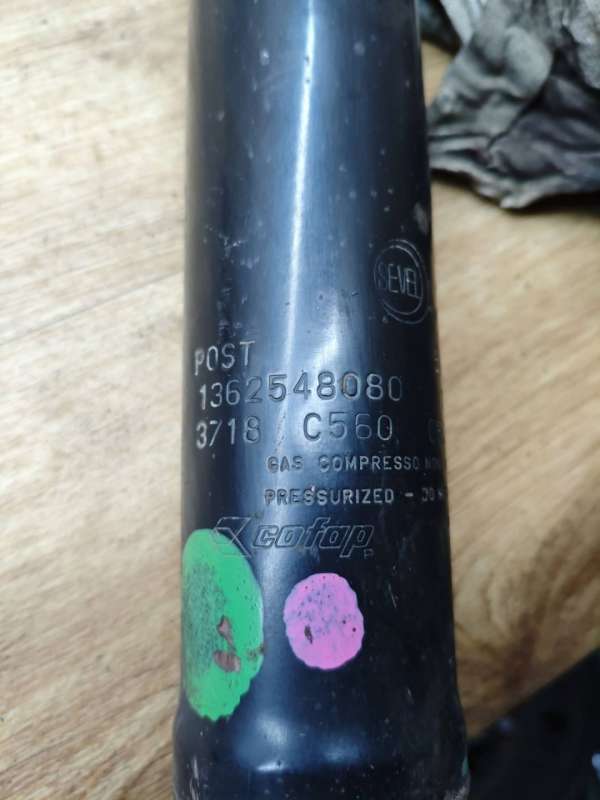 SEVEL
POST
1362548080
3718 C560
GAS COMPRESSO
PRESSURIZED -
cofap